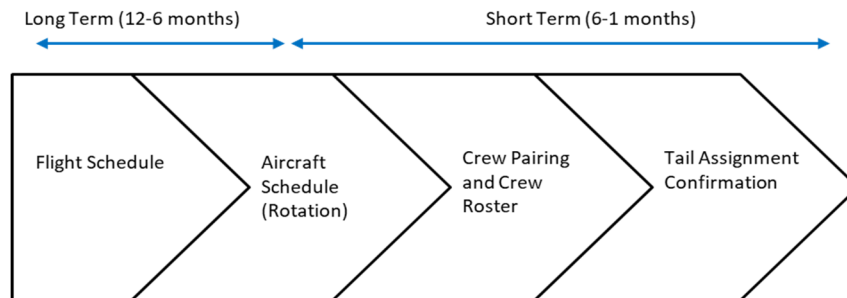 Long Term (12-6 months)
Short Term (6-1 months)
Flight Schedule
Aircraft
Schedule
(Rotation)
Crew Pairing
and Crew
Roster
Tail Assignment
Confirmation